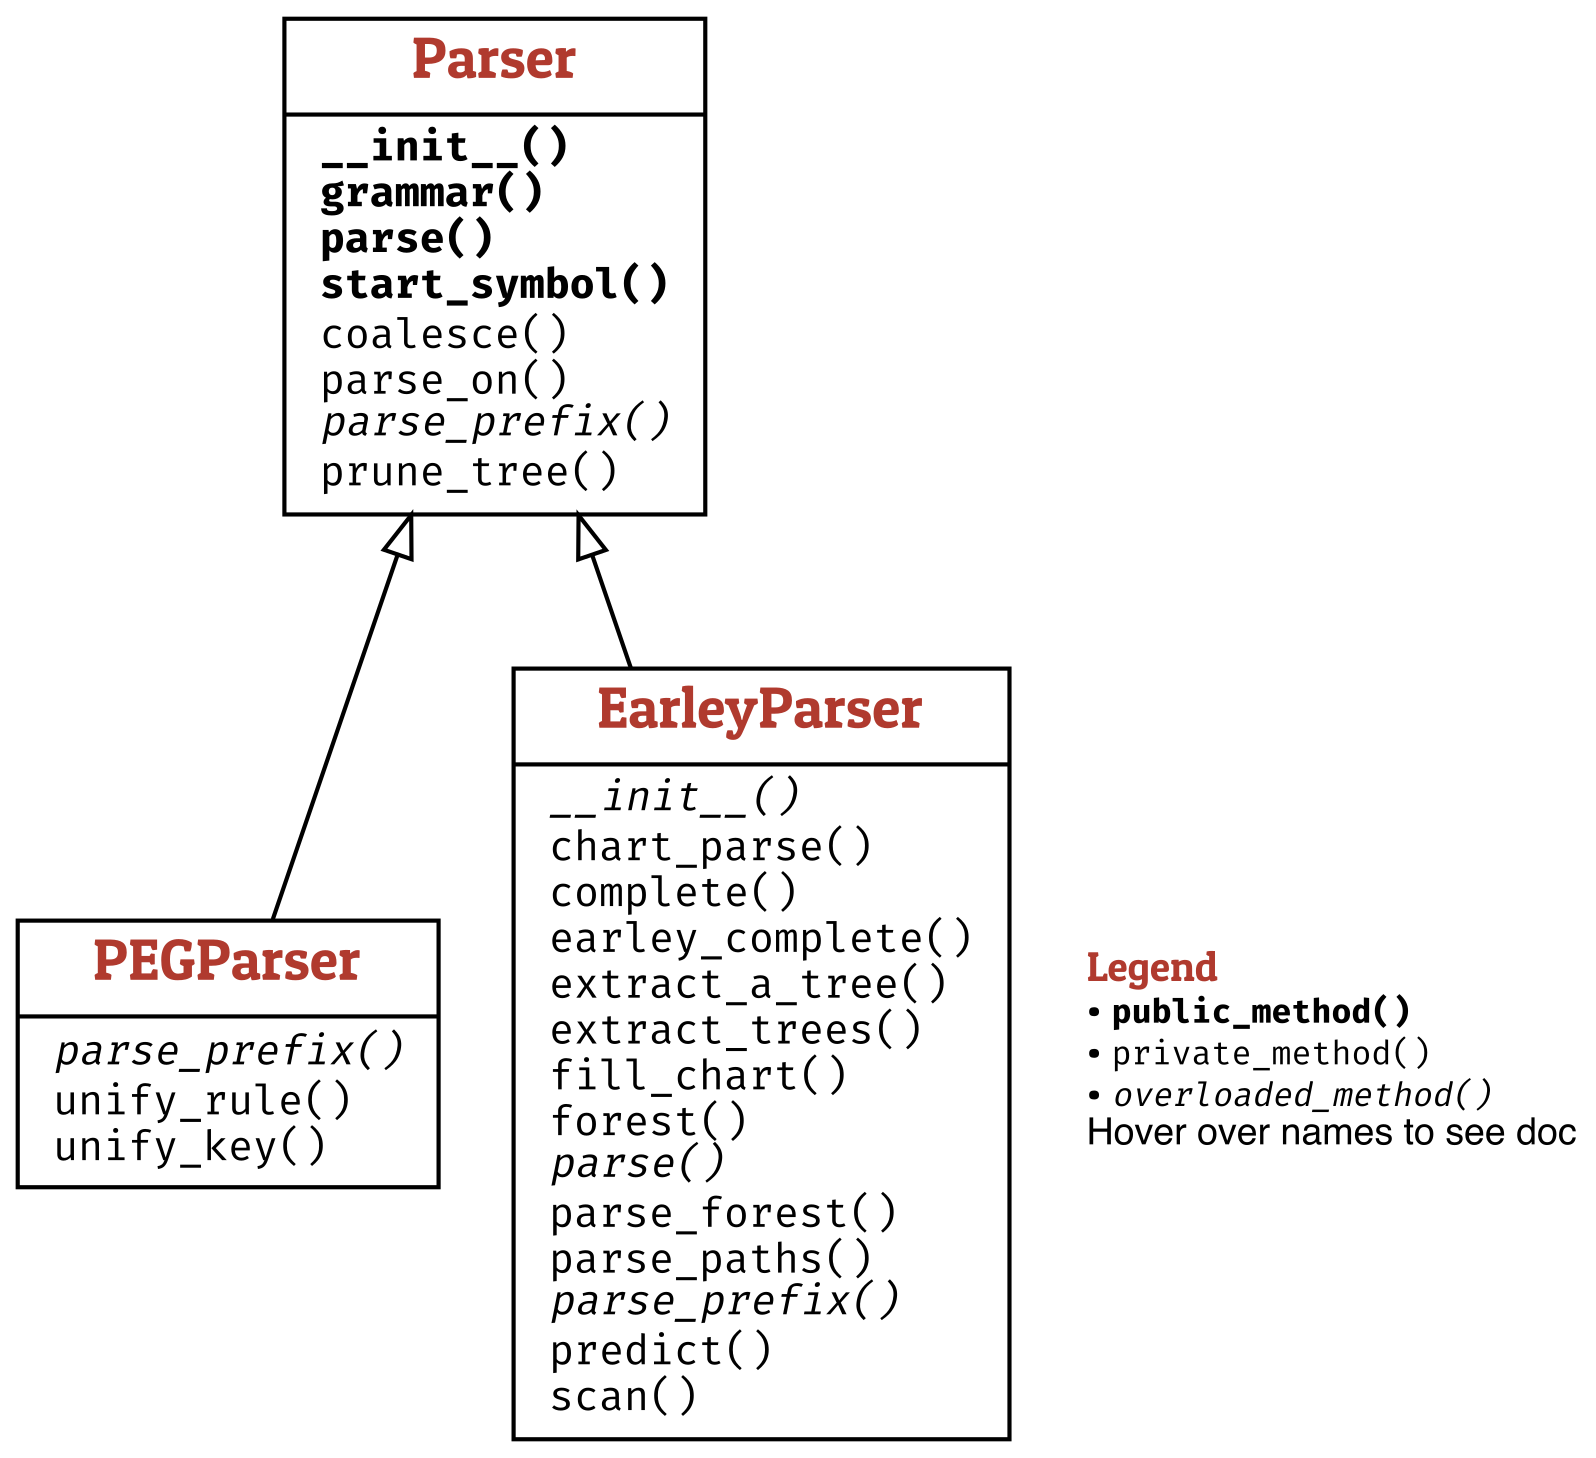 Parser
__init__()
grammar()
parse()
start_symbol()
coalesce()
parse_on()
parse_prefix()
prune_tree()
EarleyParser
__init__()
chart_parse()
complete()
earley_complete()
extract_a_tree()
extract_trees()
fill_chart()
forest()
parse()
parse_forest()
parse_paths()
parse_prefix()
predict()
scan()
PEGParser
parse_prefix()
unify_rule()
unify_key()
Legend
• public_method()
• private_method()
• overloaded_method()
Hover over names to see doc